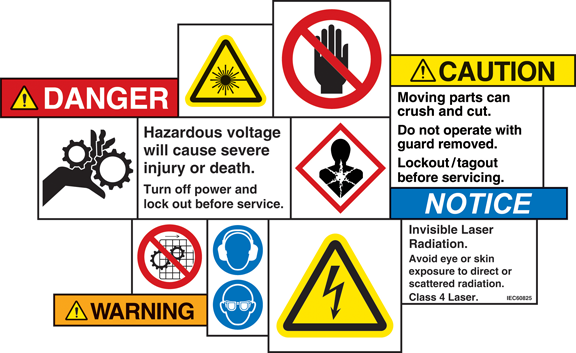 DANGER
Hazardous voltage
will cause severe
injury or death.
Turn off power and
lock out before service.
CAUTION
Moving parts can
crush and cut.
Do not operate with
guard removed.
Lockout/tagout
before servicing.
NOTICE
Invisible Laser
Radiation.
Avoid eye or skin
exposure to direct or
scattered radiation.
Class 4 Laser.
IEC60825
WARNING